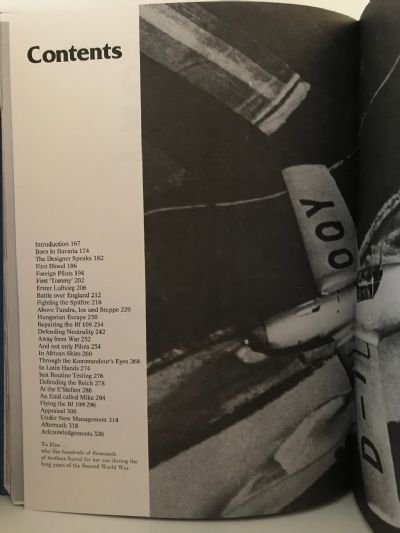 Contents
Introduction 167
Born in Bavaria 174
The Designer Speaks 182
First Blood 186
Foreign Pilots 194
First 'Tommy' 202
Erster Luftsieg 206
Battle over England 212
Fighting the Spitfire 218
Above Tundra, Ice and Steppe 220
Hungarian Escape 230
Repairing the Bf 109 234
Defending Neutrality 242
Away from War 252
And not only Pilots 254
In African Skies 260
Through the Kommandeur's Eyes 268
In Latin Hands 274
Just Routine Testing 276
Defending the Reich 278
At the E'Stellen 286
An Emil called Mike 294
Flying the Bf 109 296
Appraisal 308
Under New Management 314
Aftermath 318
Acknowledgements 320
To Else . . .
who like hundreds of thousands
of mothers feared for her son during the
long years of the Second World War.
YOO
D-